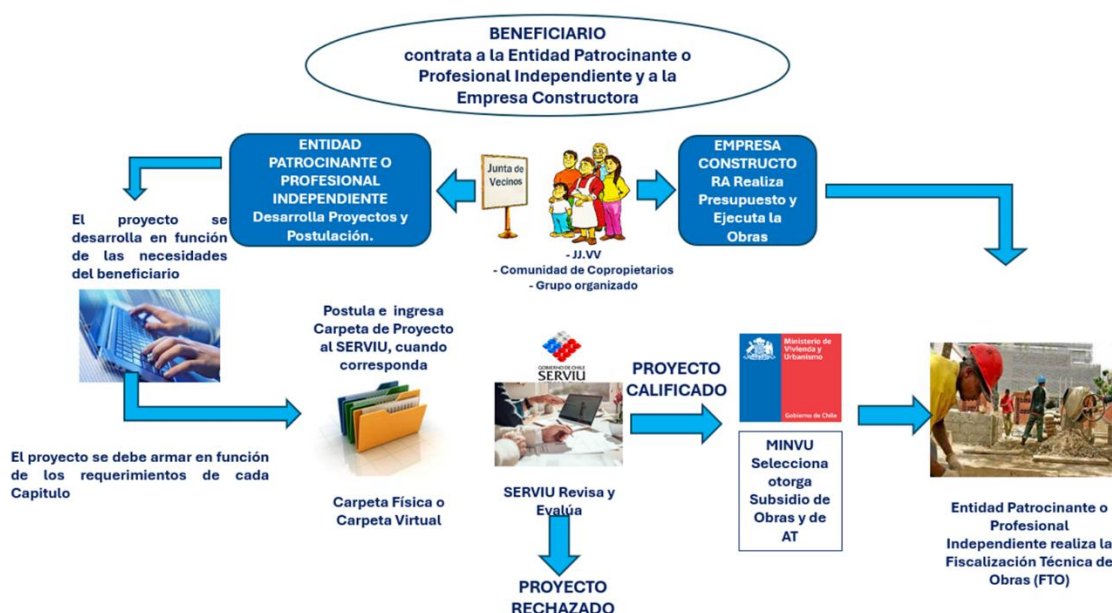 BENEFICIARIO
contrata a la Entidad Patrocinante o
Profesional Independiente y a la
Empresa Constructora
ENTIDAD
PATROCINANTE O
PROFESIONAL
INDEPENDIENTE
Desarrolla Proyectos y
Postulación.
Junta de
Vecinos
EMPRESA
CONSTRUCTO
RA Realiza
Presupuesto y
Ejecuta la
Obras
- JJ.VV
- Comunidad de Copropietarios
- Grupo organizado
El proyecto se
desarrolla en función
de las necesidades
del beneficiario
Postula e ingresa
Carpeta de Proyecto
al SERVIU, cuando
corresponda
GOBIERNO DE CHILE
SERVIU
PROYECTO
CALIFICADO
Ministerio de
Vivienda y
Urbanismo
Gobierno de Chile
El proyecto se debe armar en función
de los requerimientos de cada
Capitulo
Carpeta Física o
Carpeta Virtual
SERVIU Revisa y
Evalúa
MINVU
Selecciona
otorga
Subsidio de
Obras y de
AT
Entidad Patrocinante o
Profesional
Independiente realiza la
Fiscalización Técnica de
Obras (FTO)
PROYECTO
RECHAZADO